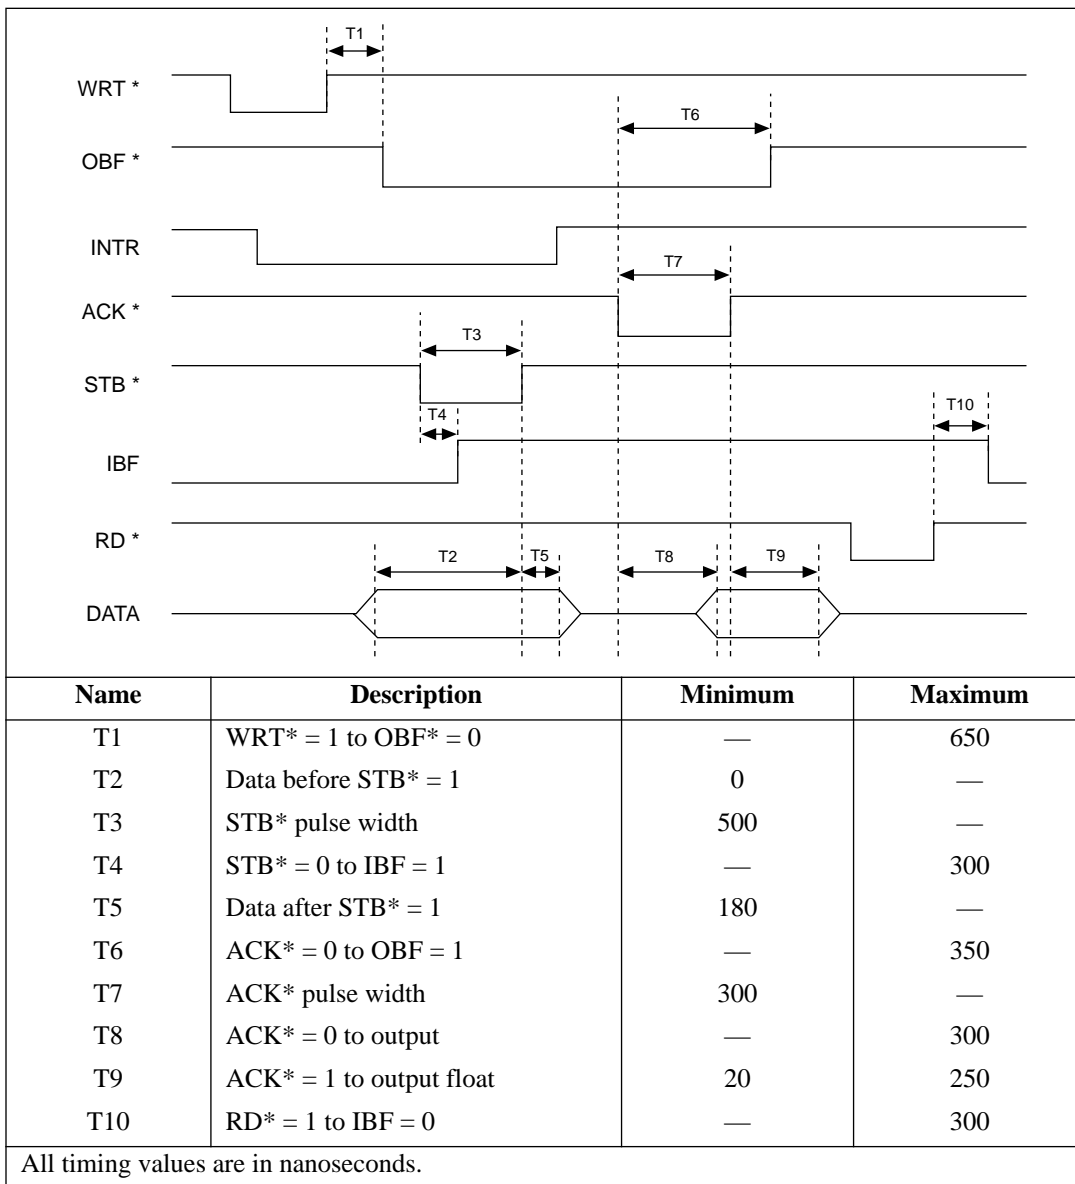 T1
WRT *
T6
OBF *
INTR
T7
ACK *
T3
STB *
T4
T10
IBF
RD *
T2
T5
T8
T9
DATA
Name Description Minimum Maximum
T1 WRT* = 1 to OBF* = 0 — 650
T2 Data before STB* = 1 0 —
T3 STB* pulse width 500 —
T4 STB* = 0 to IBF = 1 — 300
T5 Data after STB* = 1 180 —
T6 ACK* = 0 to OBF = 1 — 350
T7 ACK* pulse width 300 —
T8 ACK* = 0 to output — 300
T9 ACK* = 1 to output float 20 250
T10 RD* = 1 to IBF = 0 — 300
All timing values are in nanoseconds.